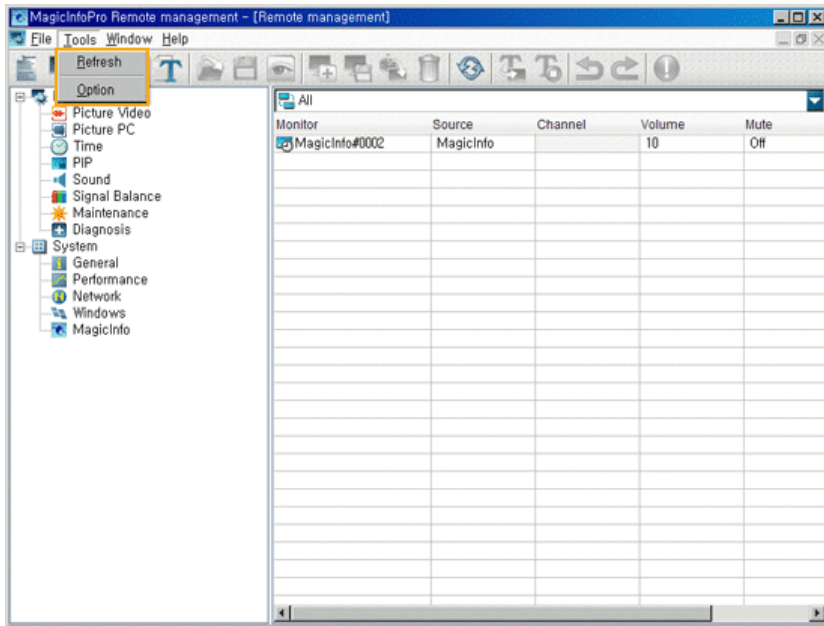 MagicInfoPro Remote management - [Remote management]
File Tools Window Help
Refresh
Option
All
Picture Video
Picture PC
Time
PIP
Sound
Signal Balance
Maintenance
Diagnosis
System
General
Performance
Network
Windows
MagicInfo
Monitor Source Channel Volume Mute
MagicInfo#0002 MagicInfo 10 Off